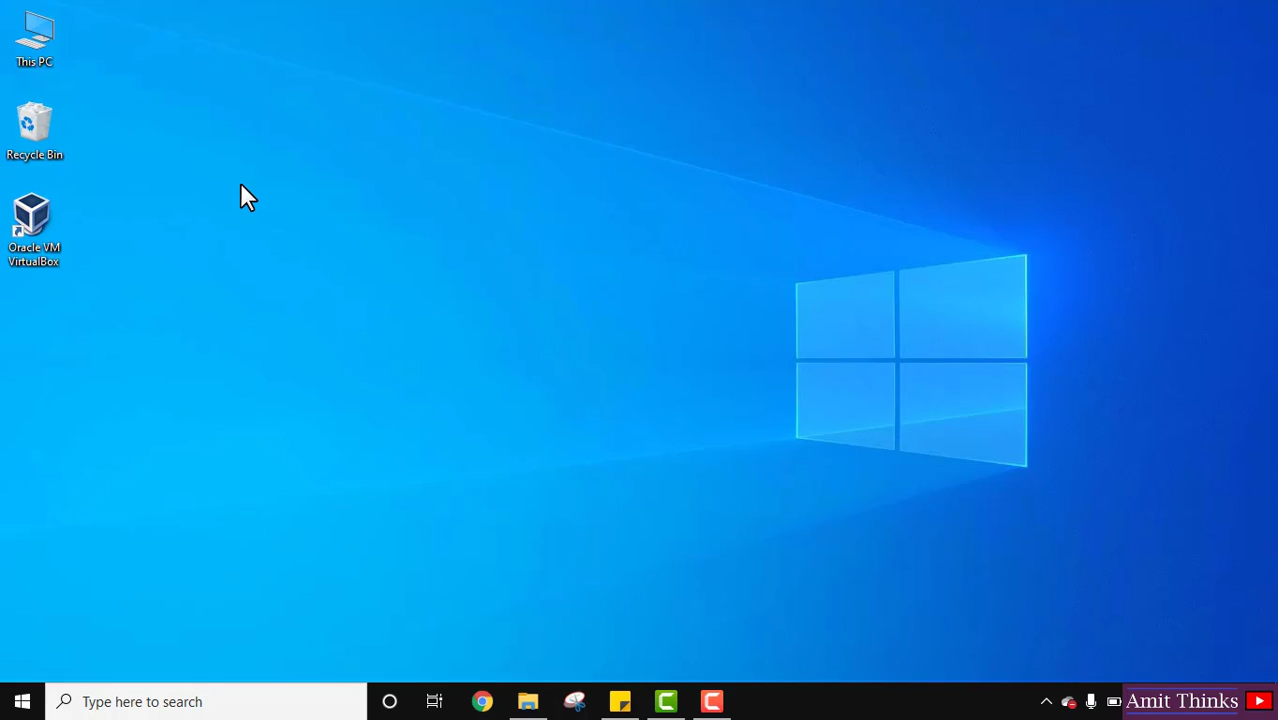 This PC
Recycle Bin
Oracle VM
VirtualBox
Type here to search
Amit Thinks